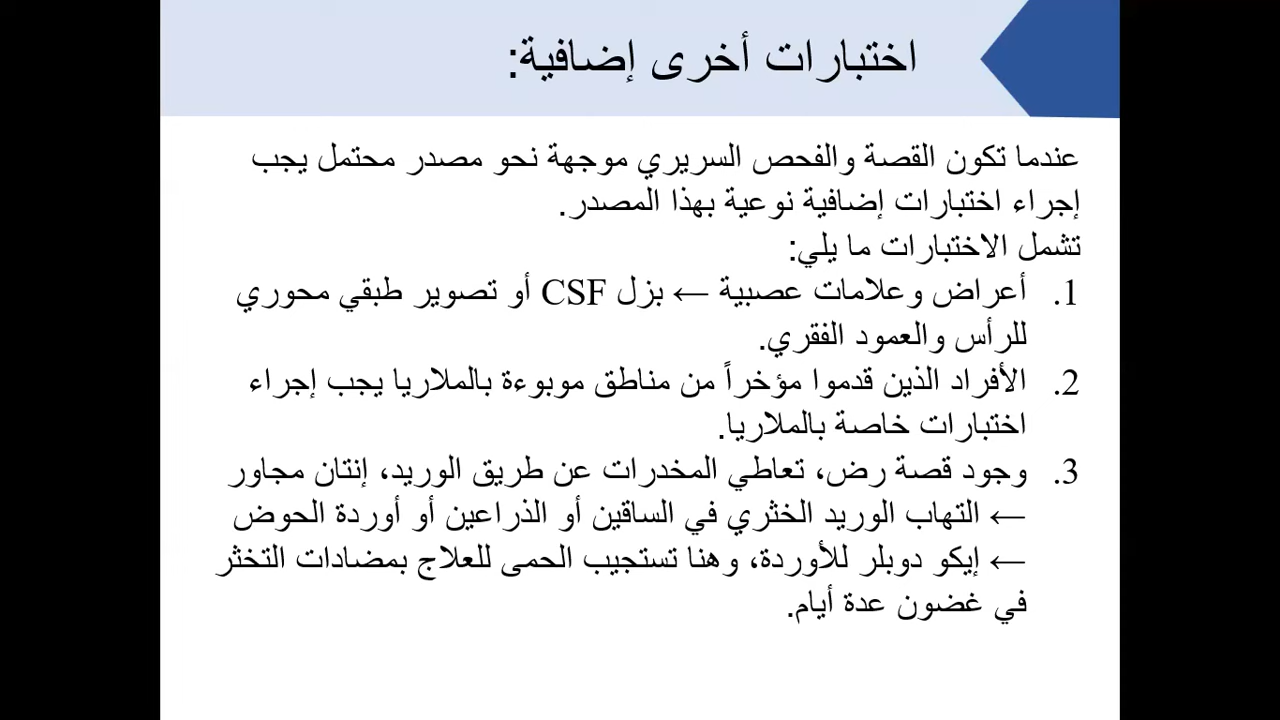 اختبارات أخرى إضافية:
عندما تكون القصة والفحص السريري موجهة نحو مصدر محتمل يجب
إجراء اختبارات إضافية نوعية بهذا المصدر.
تشمل الاختبارات ما يلي:
1. أعراض وعلامات عصبية ← بزل CSF أو تصوير طبقي محوري
للرأس والعمود الفقري.
2. الأفراد الذين قدموا مؤخراً من مناطق موبوءة بالملاريا يجب إجراء
اختبارات خاصة بالملاريا.
3. وجود قصة رض، تعاطي المخدرات عن طريق الوريد، إنتان مجاور
← التهاب الوريد الخثري في الساقين أو الذراعين أو أوردة الحوض
← إيكو دوبلر للأوردة، وهنا تستجيب الحمى للعلاج بمضادات التخثر
في غضون عدة أيام.